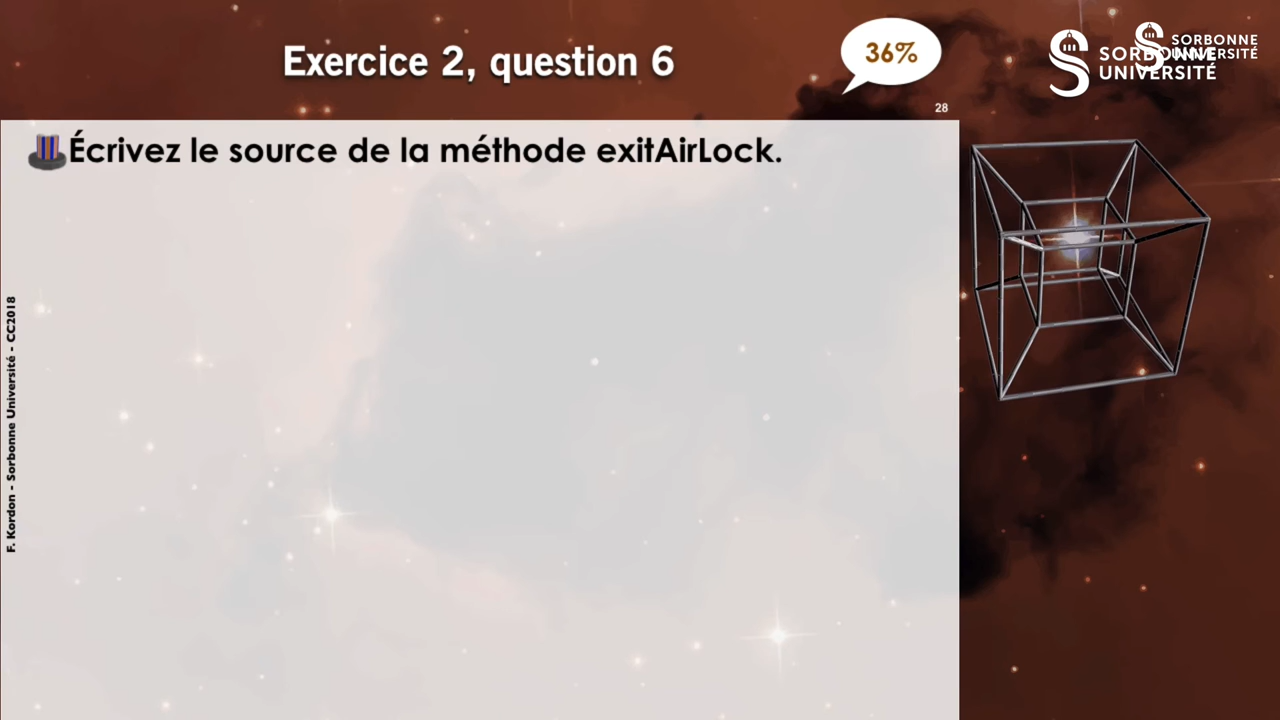 Exercice 2, question 6
36%
SORBONNE
UNIVERSITÉ
SORBONNE
UNIVERSITÉ
28
Écrivez le source de la méthode exitAirLock.
F. Kordon - Sorbonne Université - CC2018